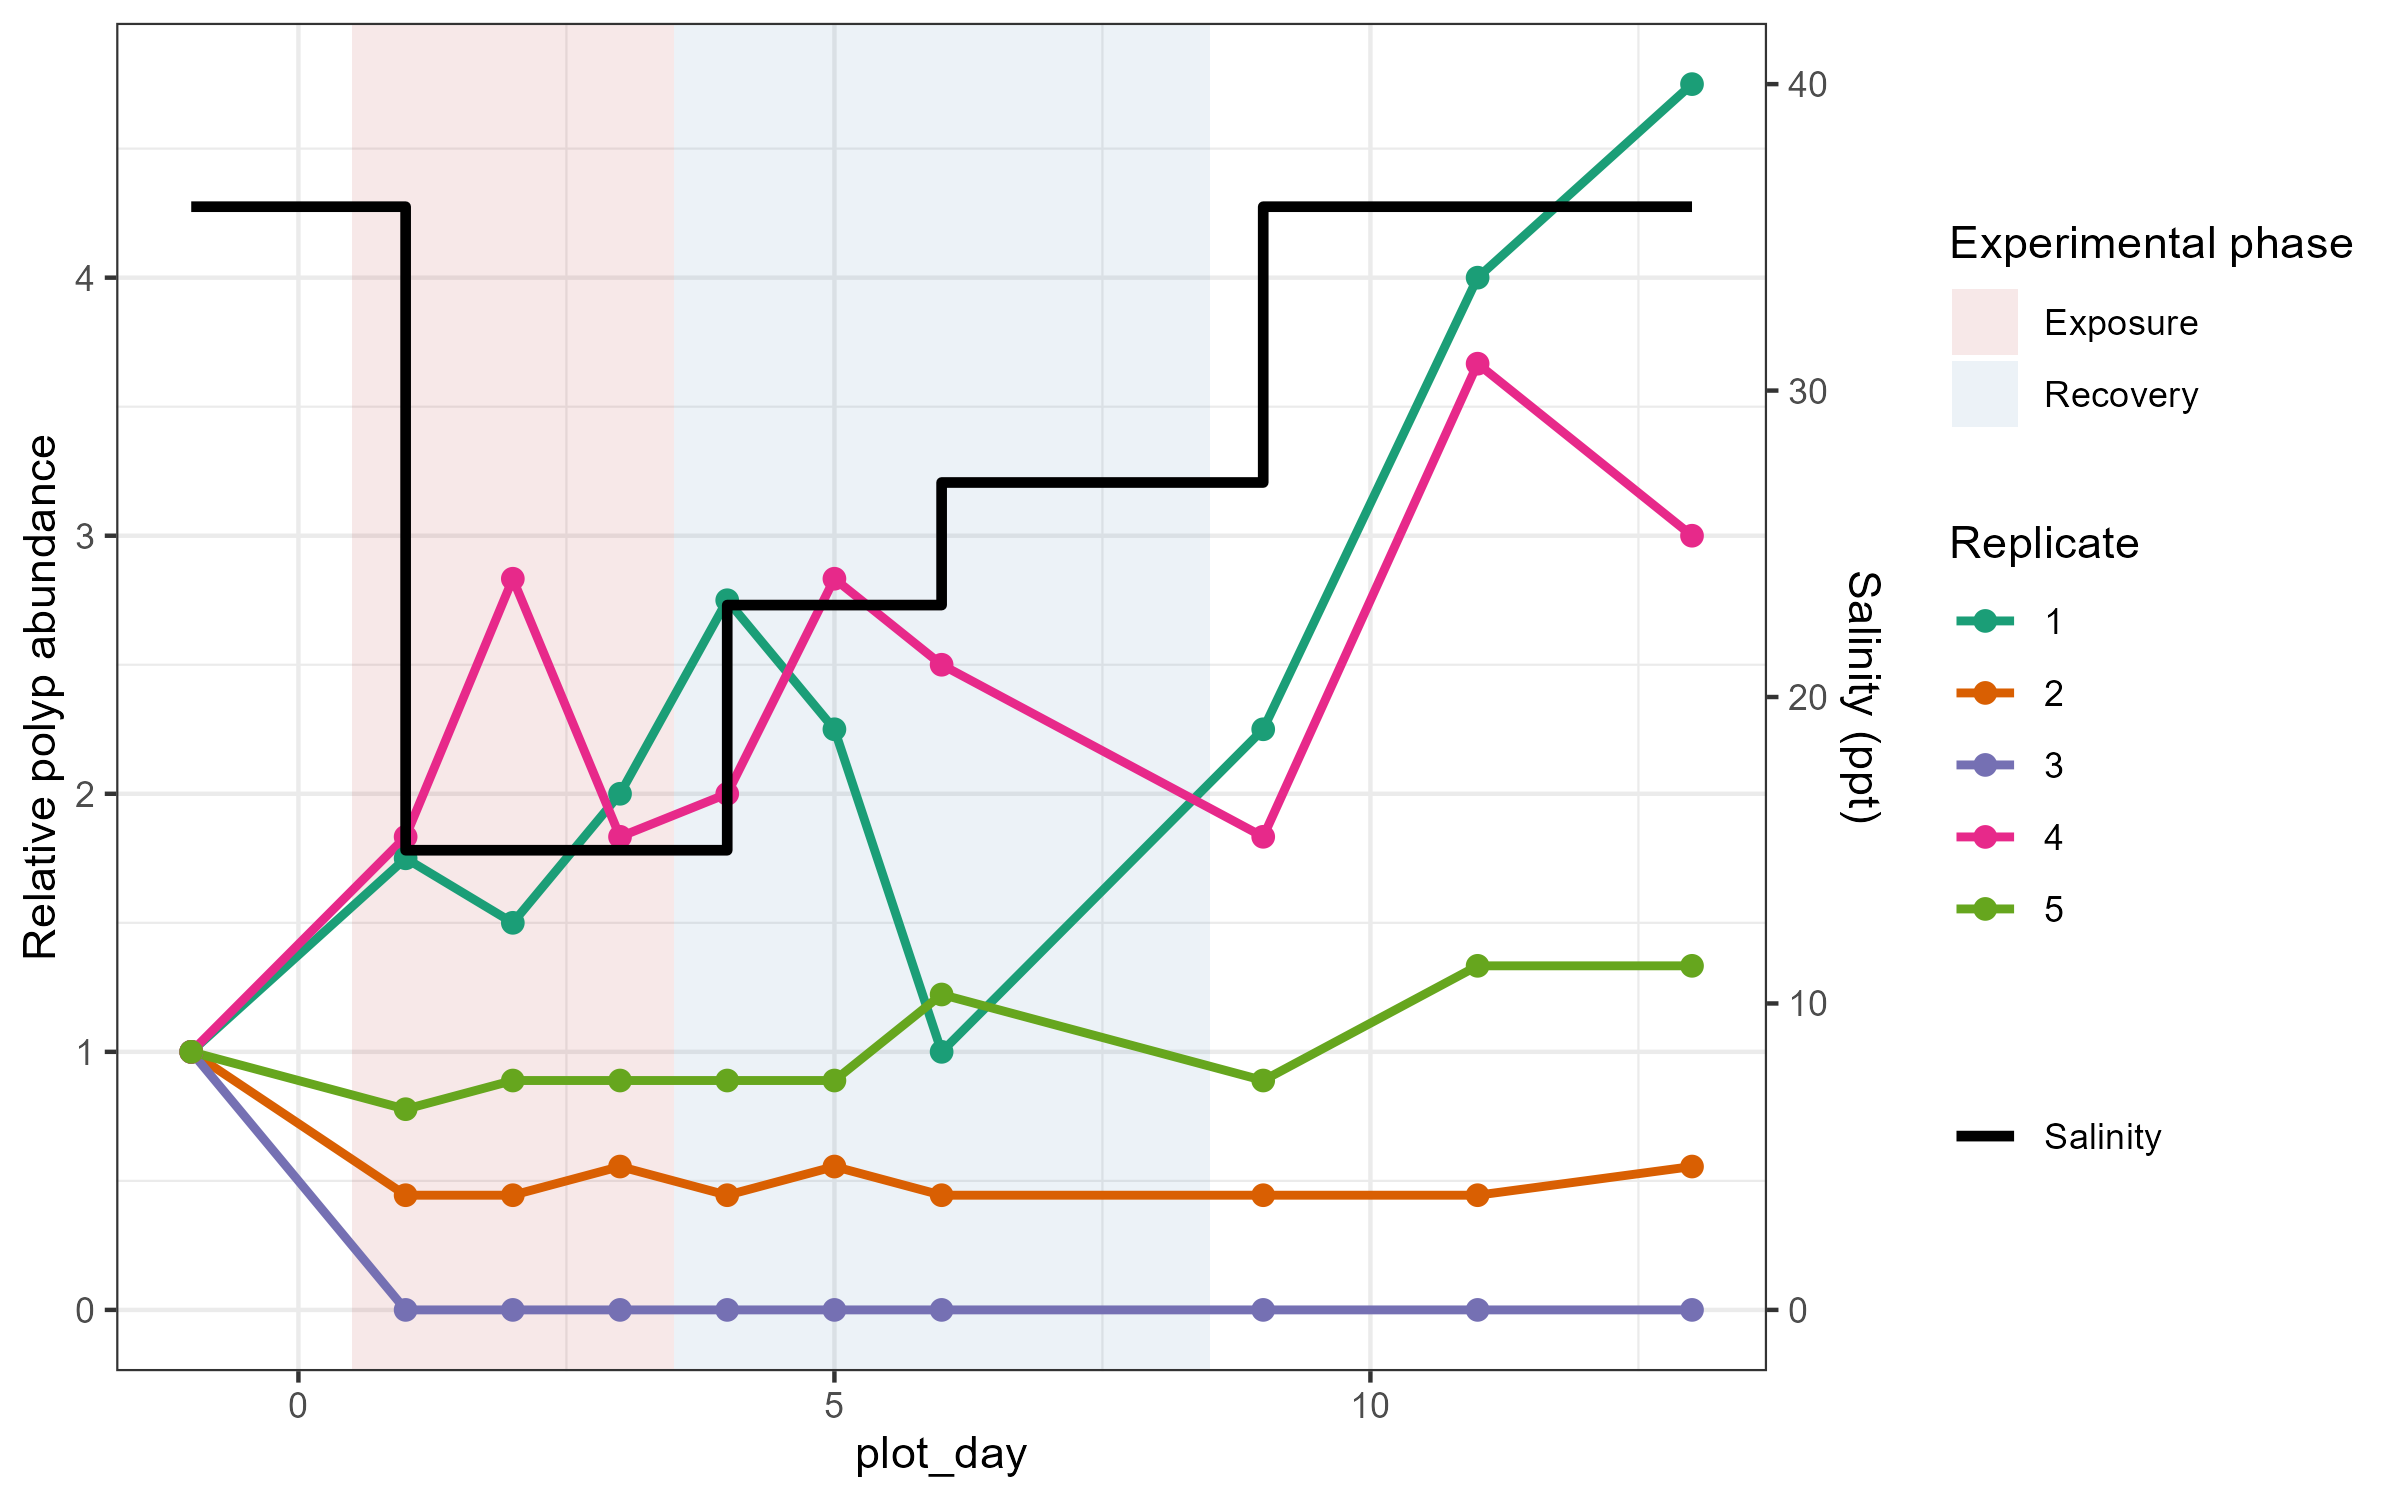 Relative polyp abundance
4
3
2
1
0
0
5
10
plot_day
40
30
20
10
0
Salinity (ppt)
Experimental phase
Exposure
Recovery
Replicate
1
2
3
4
5
Salinity